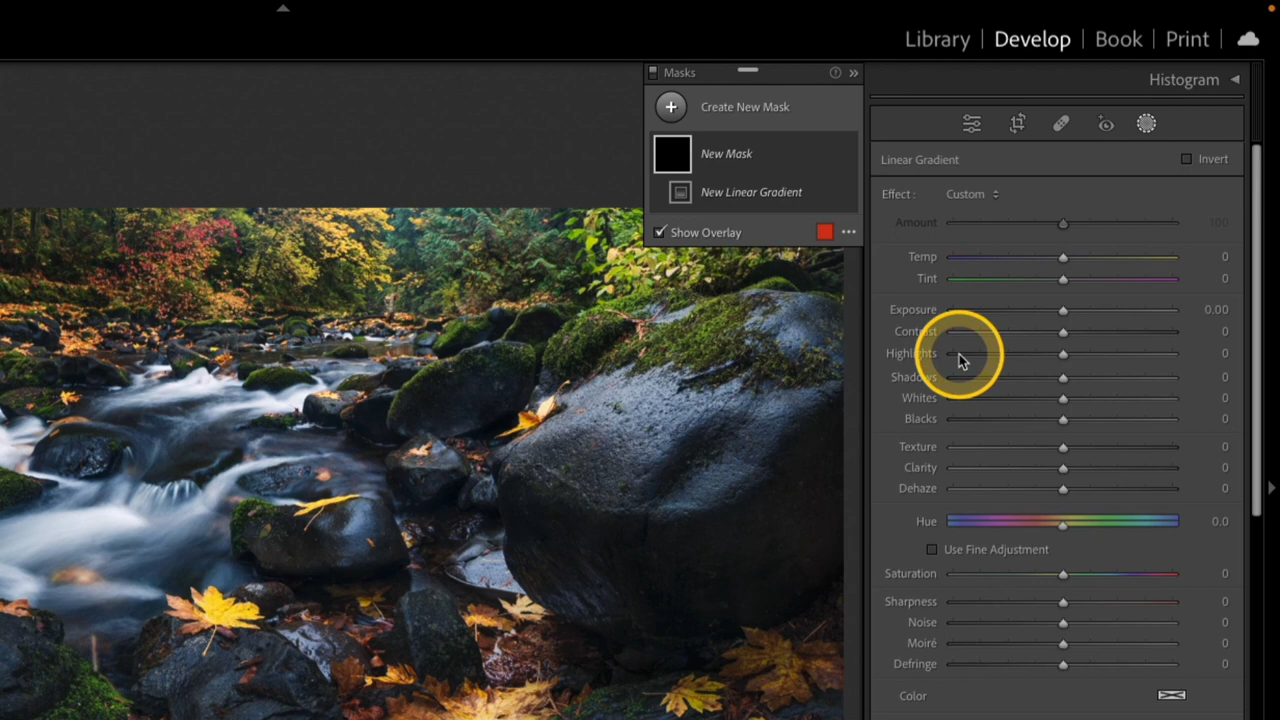 Library | Develop | Book | Print |
Masks
Histogram
Create New Mask
New Mask
New Linear Gradient
Show Overlay
Linear Gradient
Invert
Effect : Custom
Amount 100
Temp 0
Tint 0
Exposure 0.00
Contrast 0
Highlights 0
Shadows 0
Whites 0
Blacks 0
Texture 0
Clarity 0
Dehaze 0
Hue 0.0
Use Fine Adjustment
Saturation 0
Sharpness 0
Noise 0
Moiré 0
Defringe 0
Color